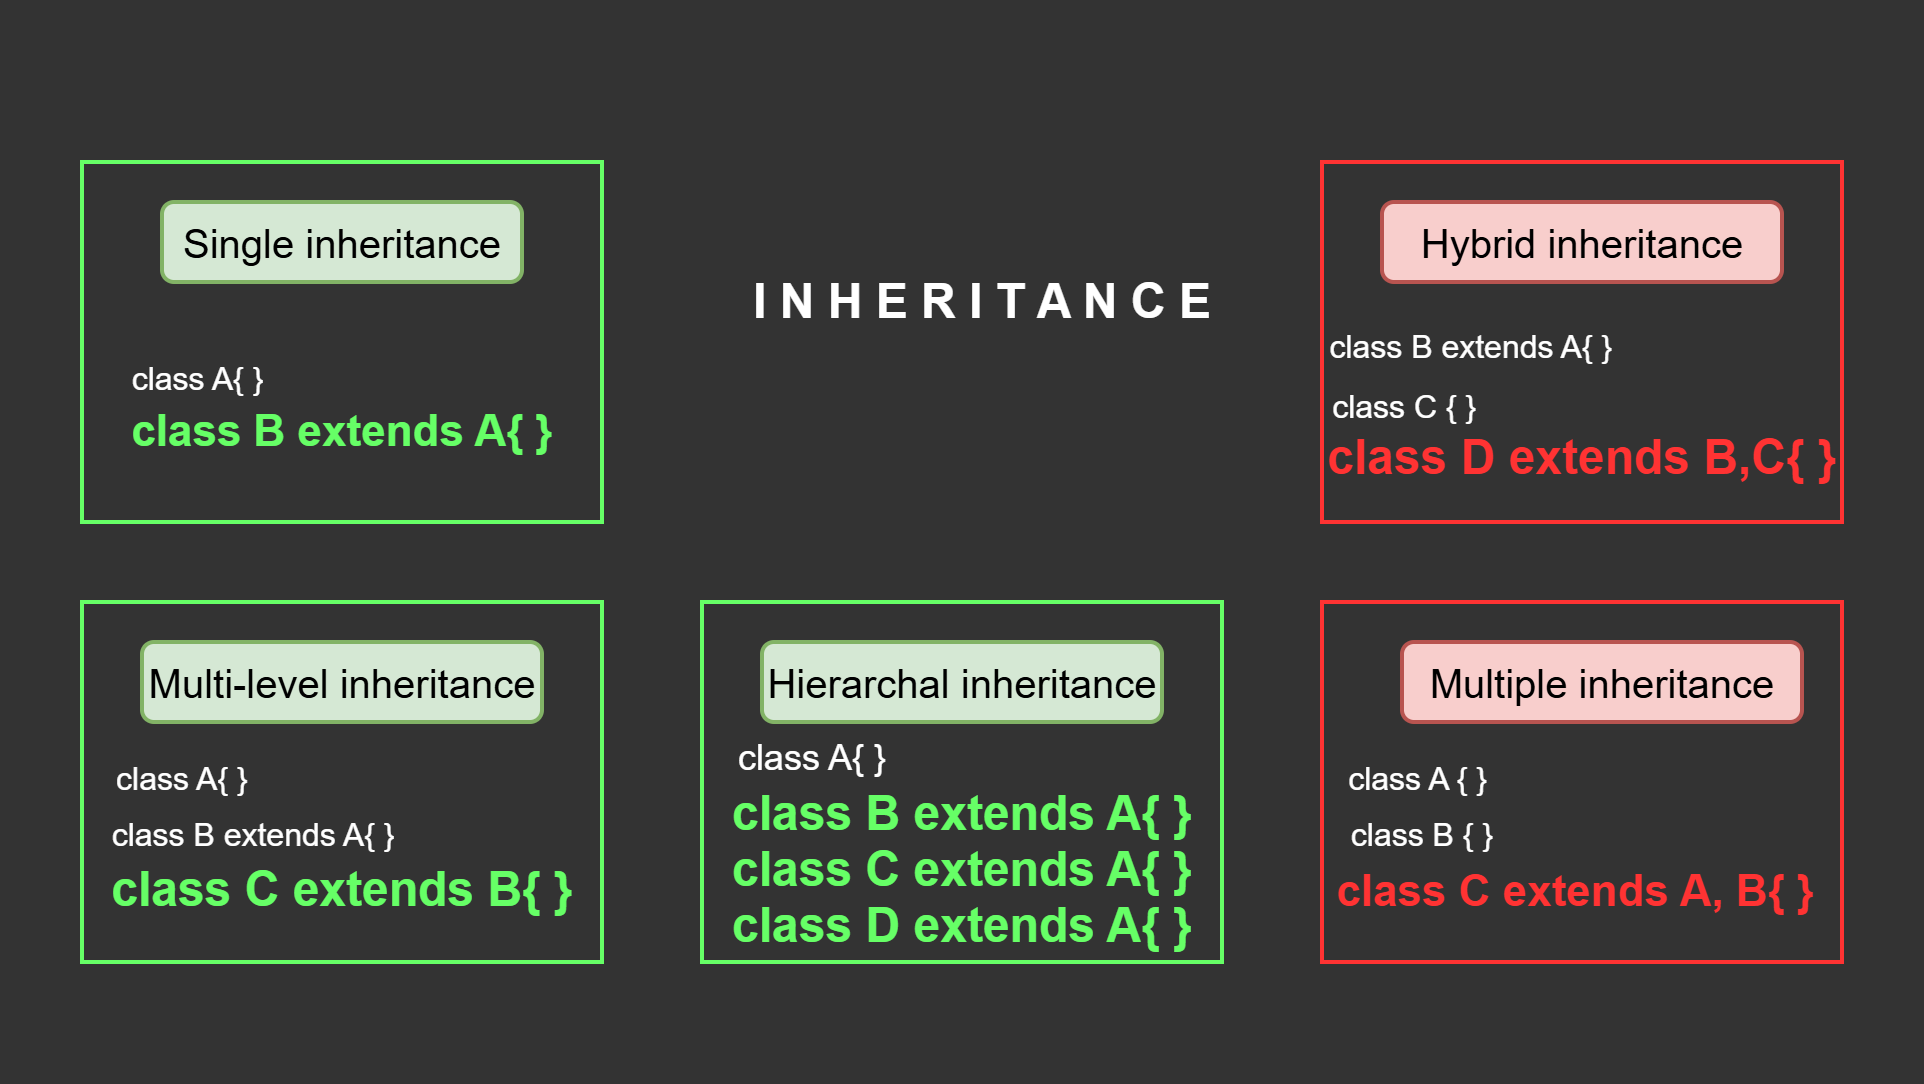 Single inheritance
class A{ }
class B extends A{ }
INHERITANCE
Hybrid inheritance
class B extends A{ }
class C { }
class D extends B,C{ }
Multi-level inheritance
class A{ }
class B extends A{ }
class C extends B{ }
Hierarchal inheritance
class A{ }
class B extends A{ }
class C extends A{ }
class D extends A{ }
Multiple inheritance
class A { }
class B { }
class C extends A, B{ }